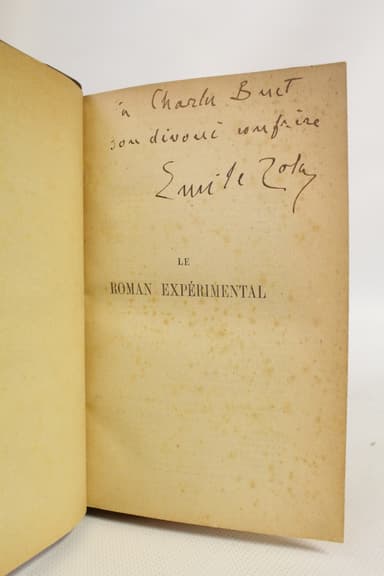 à Charles Buet
son dévoué confrère
Emile Zola
LE
ROMAN EXPÉRIMENTAL